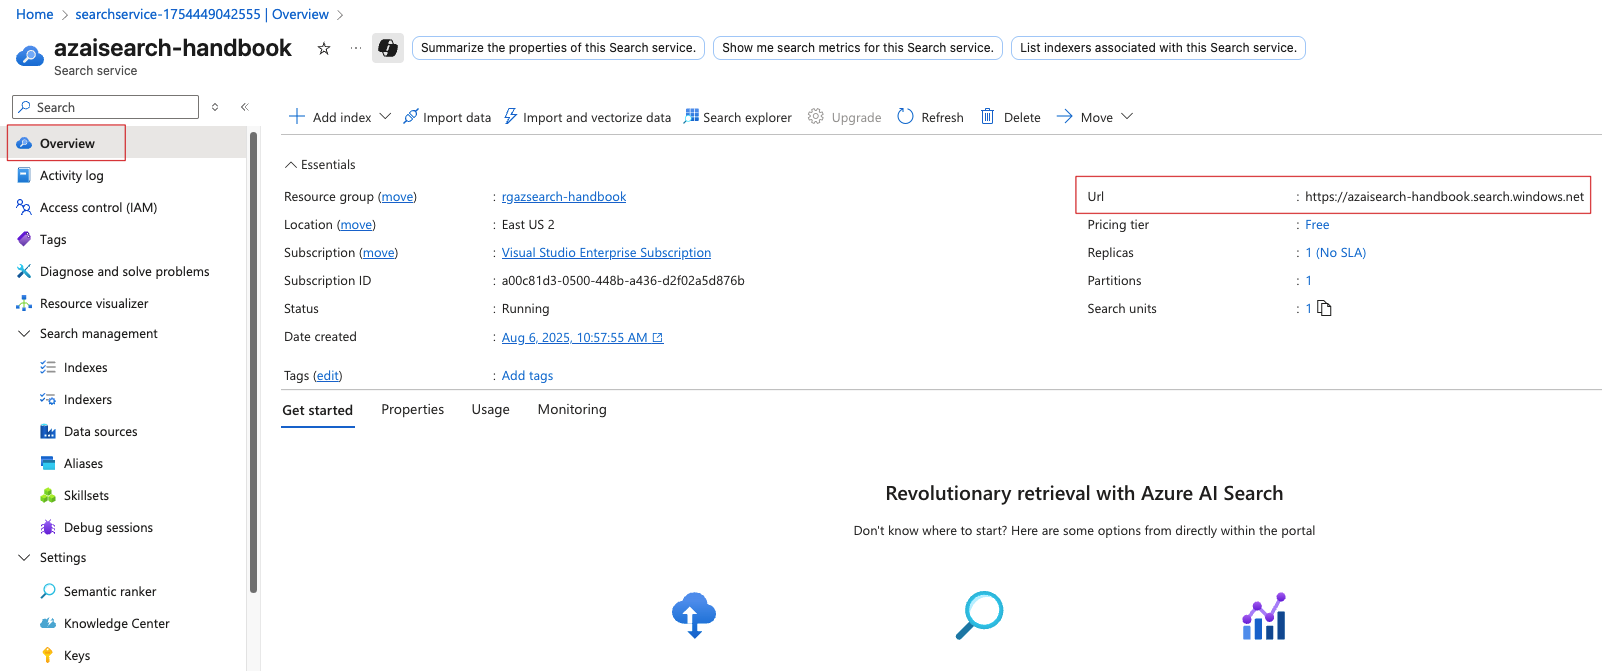 Home > searchservice-1754449042555 | Overview >
azaisearch-handbook
Search service
Summarize the properties of this Search service.
Show me search metrics for this Search service.
List indexers associated with this Search service.
Search
Overview
Activity log
Access control (IAM)
Tags
Diagnose and solve problems
Resource visualizer
Search management
Indexes
Indexers
Data sources
Aliases
Skillsets
Debug sessions
Settings
Semantic ranker
Knowledge Center
Keys
Add index
Import data
Import and vectorize data
Search explorer
Upgrade
Refresh
Delete
Move
Essentials
Resource group (move) : rgazsearch-handbook
Location (move) : East US 2
Subscription (move) : Visual Studio Enterprise Subscription
Subscription ID : a00c81d3-0500-448b-a436-d2f02a5d876b
Status : Running
Date created : Aug 6, 2025, 10:57:55 AM
Tags (edit) : Add tags
Url : https://azaisearch-handbook.search.windows.net
Pricing tier : Free
Replicas : 1 (No SLA)
Partitions : 1
Search units : 1
Get started
Properties
Usage
Monitoring
Revolutionary retrieval with Azure AI Search
Don't know where to start? Here are some options from directly within the portal